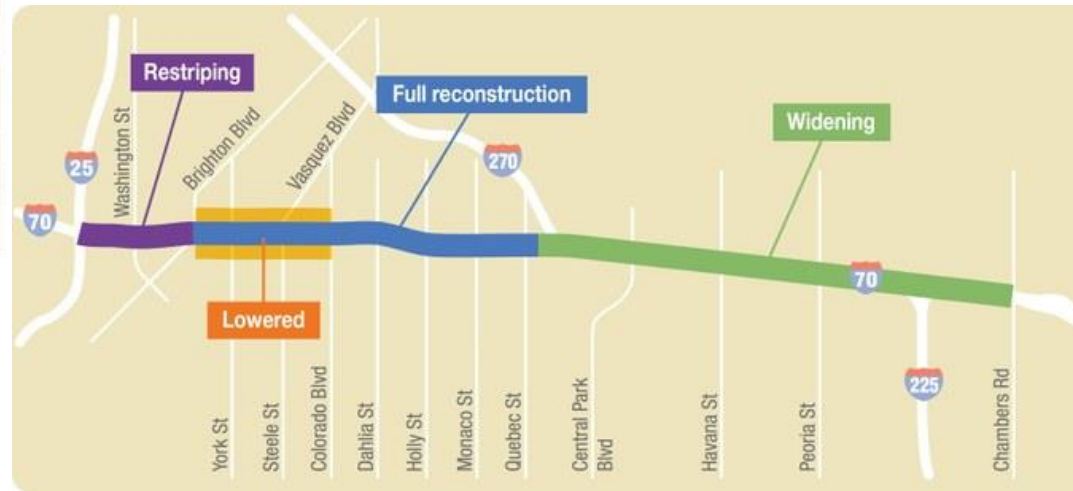 Restriping
Full reconstruction
Widening
Lowered
25
70
270
70
225
Washington St
Brighton Blvd
Vasquez Blvd
York St
Steele St
Colorado Blvd
Dahlia St
Holly St
Monaco St
Quebec St
Central Park
Blvd
Havana St
Peoria St
Chambers Rd